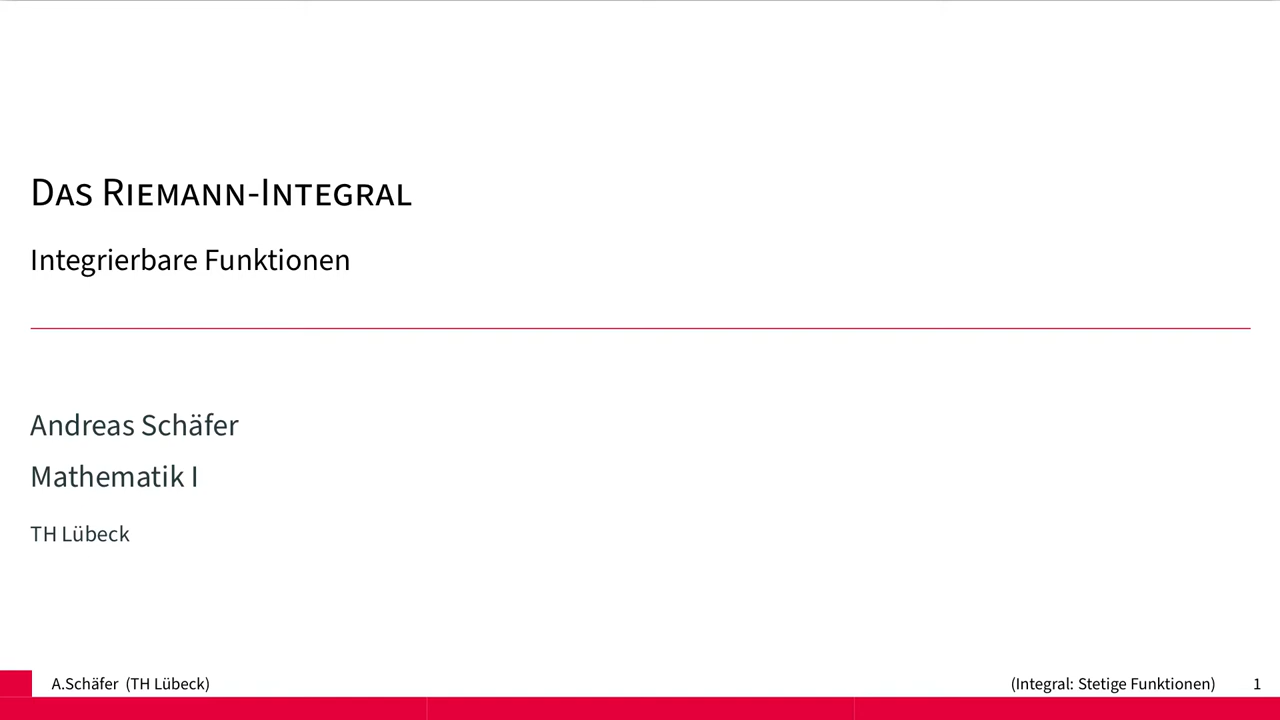 Das Riemann-Integral
Integrierbare Funktionen
Andreas Schäfer
Mathematik I
TH Lübeck
A.Schäfer (TH Lübeck)
(Integral: Stetige Funktionen)
1